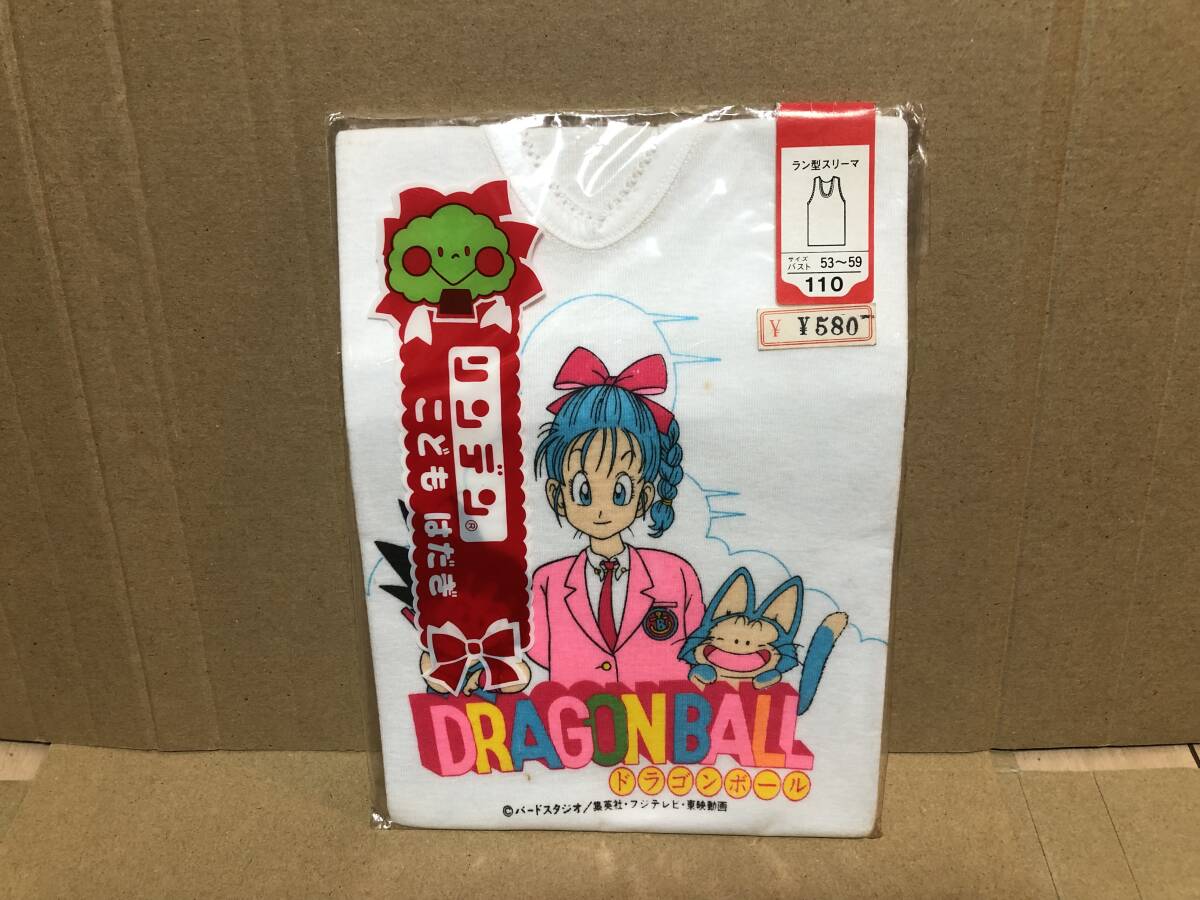 ラン型スリーマ
サイズ
バスト 53〜59
110
¥ ¥580
リンデン®
こども はだぎ
B
DRAGONBALL
ドラゴンボール
©バードスタジオ/集英社・フジテレビ・東映動画